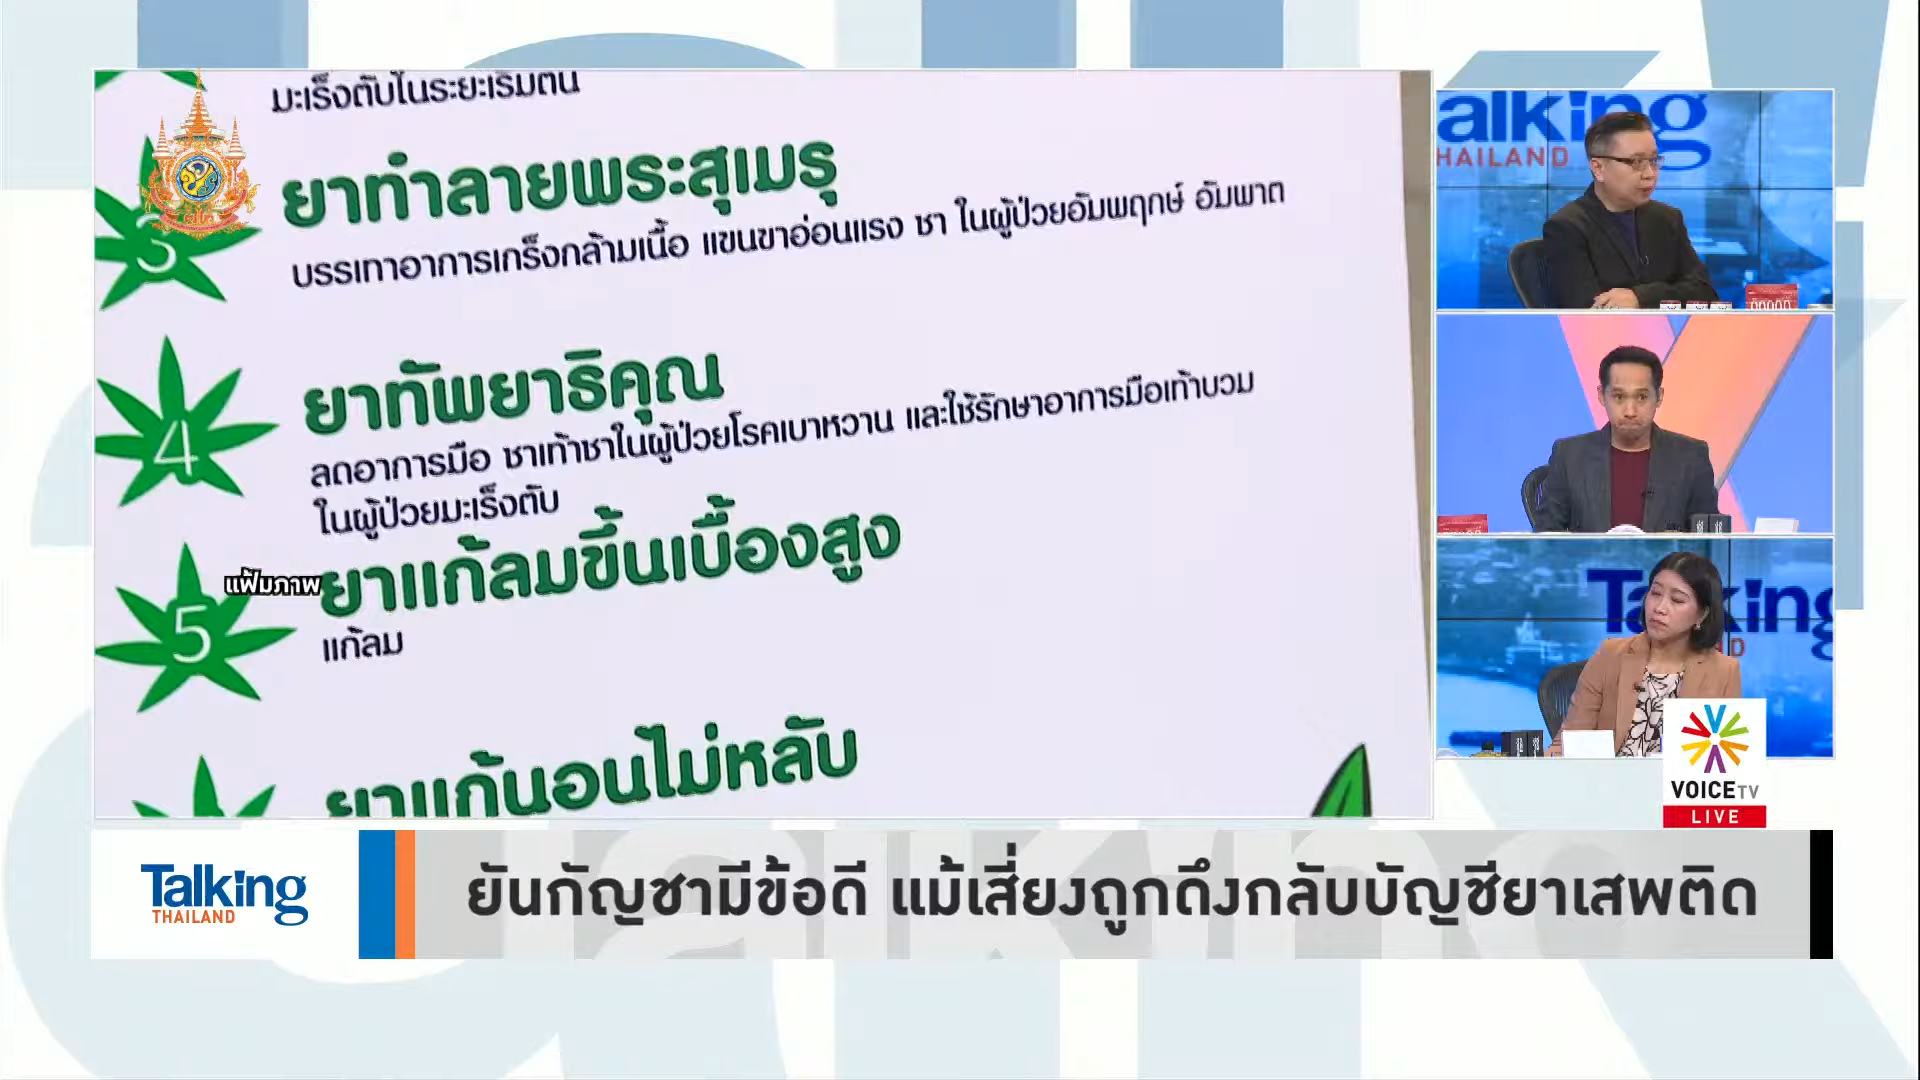 มะเร็งตับในระยะเริ่มต้น
3
ยาทำลายพระสุเมรุ
บรรเทาอาการเกร็งกล้ามเนื้อ แขนขาอ่อนแรง ชา ในผู้ป่วยอัมพฤกษ์ อัมพาต
4
ยาทัพยาธิคุณ
ลดอาการมือ ชาเท้าชาในผู้ป่วยโรคเบาหวาน และใช้รักษาอาการมือเท้าบวม
ในผู้ป่วยมะเร็งตับ
แฟ้มภาพ
5
ยาแก้ลมขึ้นเบื้องสูง
แก้ลม
ยาแก้นอนไม่หลับ
alking
HAILAND
Talking
VOICE TV
LIVE
Talking
THAILAND
ยันกัญชามีข้อดี แม้เสี่ยงถูกดึงกลับบัญชียาเสพติด